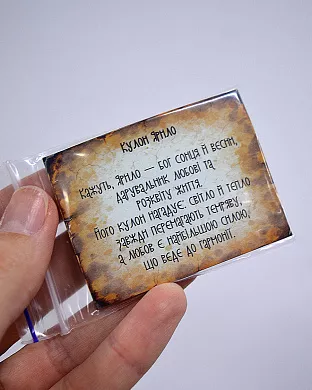 Кулон Ярило
Кажуть, Ярило — бог сонця й весни,
дарувальник любові та
розквіту життя.
Його кулон нагадує: світло й тепло
завжди перемагають темряву,
а любов є найбільшою силою,
що веде до гармонії.